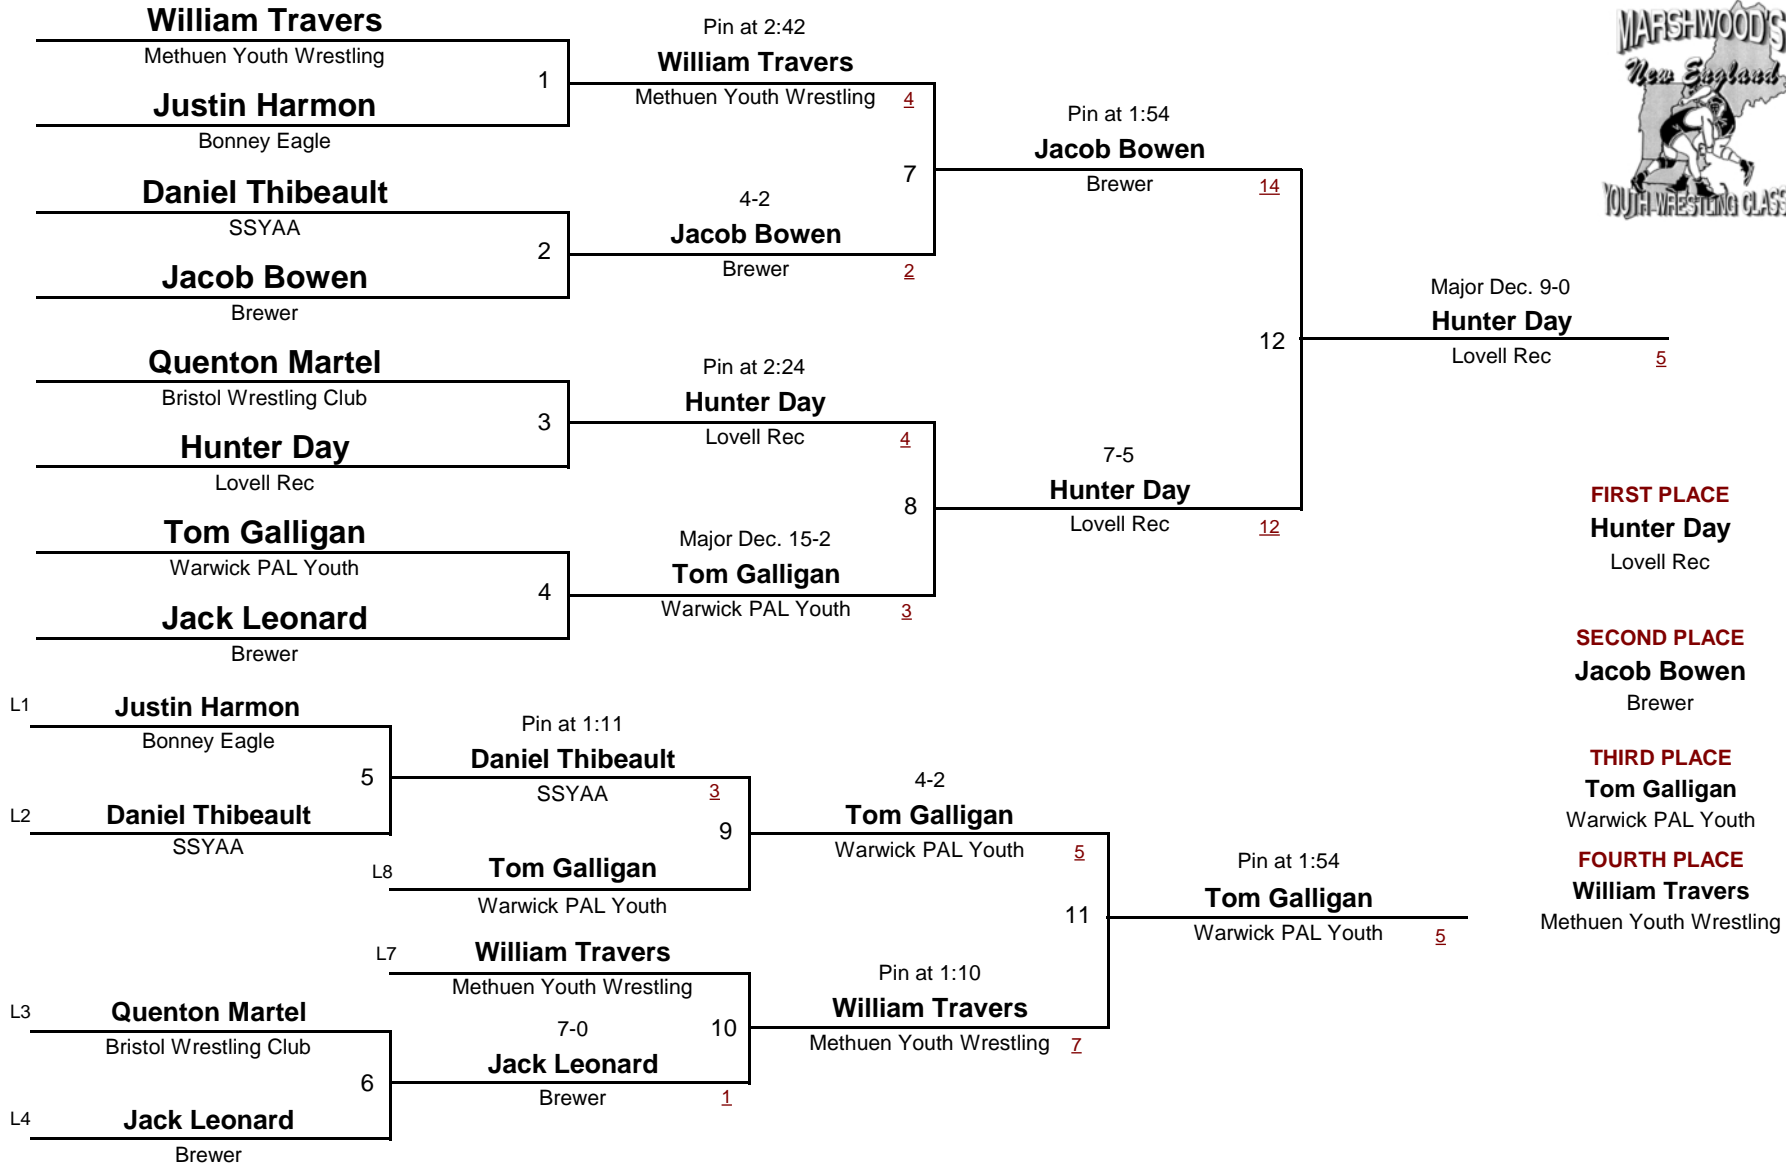 William Travers
Methuen Youth Wrestling
1
Justin Harmon
Bonney Eagle
Daniel Thibeault
SSYAA
2
Jacob Bowen
Brewer
Quenton Martel
Bristol Wrestling Club
3
Hunter Day
Lovell Rec
Tom Galligan
Warwick PAL Youth
4
Jack Leonard
Brewer
Pin at 2:42
William Travers
Methuen Youth Wrestling 4
7
4-2
Jacob Bowen
Brewer 2
Pin at 2:24
Hunter Day
Lovell Rec 4
8
Major Dec. 15-2
Tom Galligan
Warwick PAL Youth 3
Pin at 1:54
Jacob Bowen
Brewer 14
12
7-5
Hunter Day
Lovell Rec 12
Major Dec. 9-0
Hunter Day
Lovell Rec 5
MARSHWOOD'S
New England
YOUTH WRESTLING CLASS
FIRST PLACE
Hunter Day
Lovell Rec
SECOND PLACE
Jacob Bowen
Brewer
THIRD PLACE
Tom Galligan
Warwick PAL Youth
FOURTH PLACE
William Travers
Methuen Youth Wrestling
L1 Justin Harmon
Bonney Eagle
5
L2 Daniel Thibeault
SSYAA
Pin at 1:11
Daniel Thibeault
SSYAA 3
9
L8 Tom Galligan
Warwick PAL Youth
L7 William Travers
Methuen Youth Wrestling
10
L3 Quenton Martel
Bristol Wrestling Club
6
L4 Jack Leonard
Brewer
7-0
Jack Leonard
Brewer 1
4-2
Tom Galligan
Warwick PAL Youth 5
11
Pin at 1:10
William Travers
Methuen Youth Wrestling 7
Pin at 1:54
Tom Galligan
Warwick PAL Youth 5